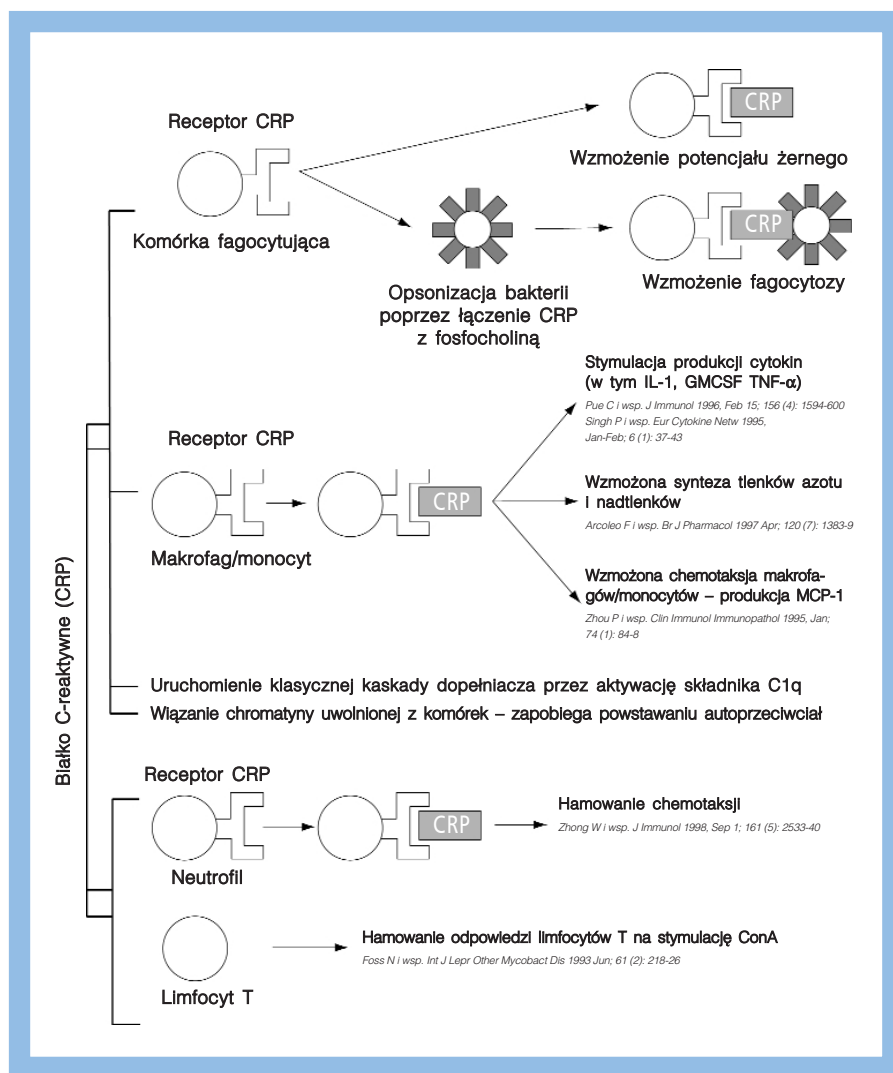 Receptor CRP
CRP
Wzmożenie potencjału żernego
Komórka fagocytująca
CRP
Opsonizacja bakterii
poprzez łączenie CRP
z fosfocholiną
Wzmożenie fagocytozy
Stymulacja produkcji cytokin
(w tym IL-1, GMCSF TNF-α)
Pue C i wsp. J Immunol 1996, Feb 15; 156 (4): 1594-600
Singh P i wsp. Eur Cytokine Netw 1995,
Jan-Feb; 6 (1): 37-43
Receptor CRP
CRP
Makrofag/monocyt
Wzmożona synteza tlenków azotu
i nadtlenków
Arcoleo F i wsp. Br J Pharmacol 1997 Apr; 120 (7): 1383-9
Wzmożona chemotaksja makrofa-
gów/monocytów – produkcja MCP-1
Zhou P i wsp. Clin Immunol Immunopathol 1995, Jan;
74 (1): 84-8
Białko C-reaktywne (CRP)
Uruchomienie klasycznej kaskady dopełniacza przez aktywację składnika C1q
Wiązanie chromatyny uwolnionej z komórek – zapobiega powstawaniu autoprzeciwciał
Receptor CRP
CRP
Neutrofil
Hamowanie chemotaksji
Zhong W i wsp. J Immunol 1998, Sep 1; 161 (5): 2533-40
Limfocyt T
Hamowanie odpowiedzi limfocytów T na stymulację ConA
Foss N i wsp. Int J Lepr Other Mycobact Dis 1993 Jun; 61 (2): 218-26